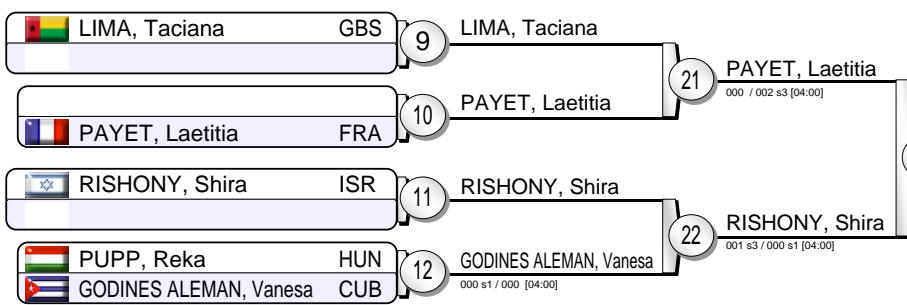 LIMA, Taciana GBS
9
LIMA, Taciana
PAYET, Laetitia FRA
10
PAYET, Laetitia
21
PAYET, Laetitia
000 / 002 s3 [04:00]
RISHONY, Shira ISR
11
RISHONY, Shira
PUPP, Reka HUN
GODINES ALEMAN, Vanesa CUB
12
GODINES ALEMAN, Vanesa
000 s1 / 000 [04:00]
22
RISHONY, Shira
001 s3 / 000 s1 [04:00]